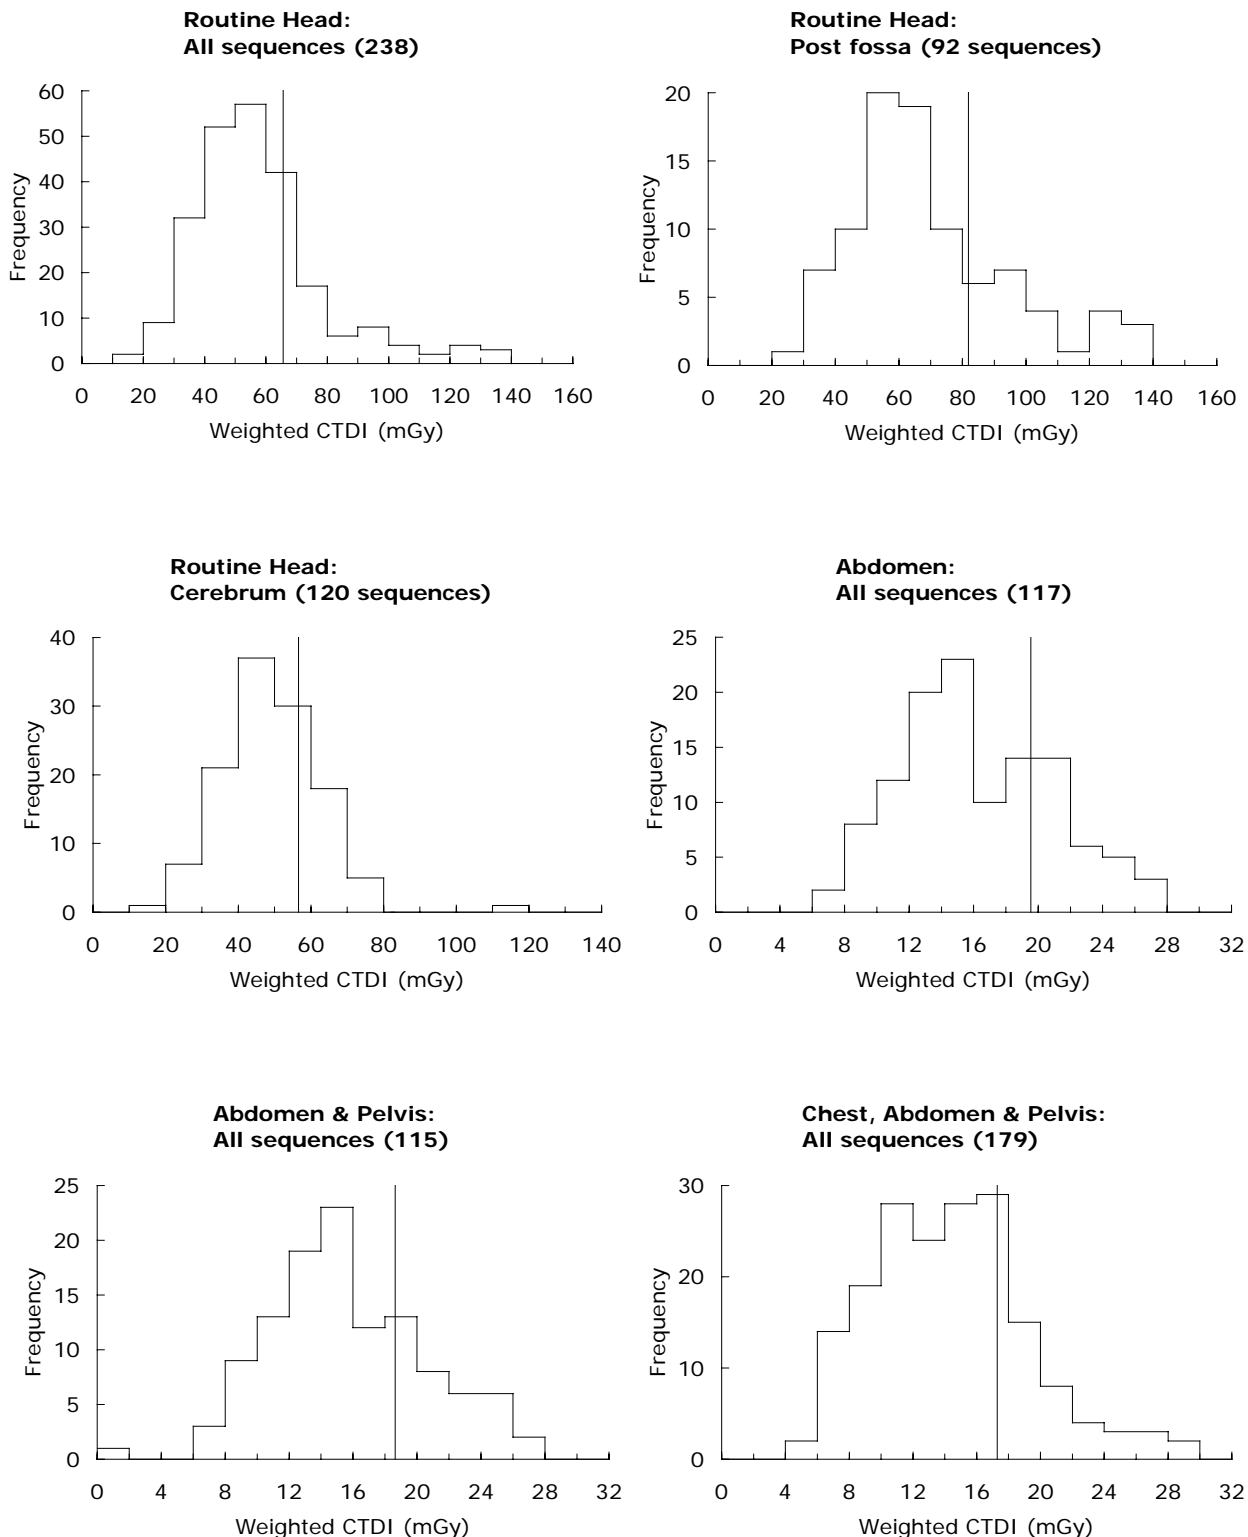 Routine Head:
All sequences (238)
60
50
40
30
20
10
0
Frequency
0 20 40 60 80 100 120 140 160
Weighted CTDI (mGy)
Routine Head:
Post fossa (92 sequences)
20
15
10
5
0
Frequency
0 20 40 60 80 100 120 140 160
Weighted CTDI (mGy)
Routine Head:
Cerebrum (120 sequences)
40
30
20
10
0
Frequency
0 20 40 60 80 100 120 140
Weighted CTDI (mGy)
Abdomen:
All sequences (117)
25
20
15
10
5
0
Frequency
0 4 8 12 16 20 24 28 32
Weighted CTDI (mGy)
Abdomen & Pelvis:
All sequences (115)
25
20
15
10
5
0
Frequency
0 4 8 12 16 20 24 28 32
Weighted CTDI (mGy)
Chest, Abdomen & Pelvis:
All sequences (179)
30
20
10
0
Frequency
0 4 8 12 16 20 24 28 32
Weighted CTDI (mGy)